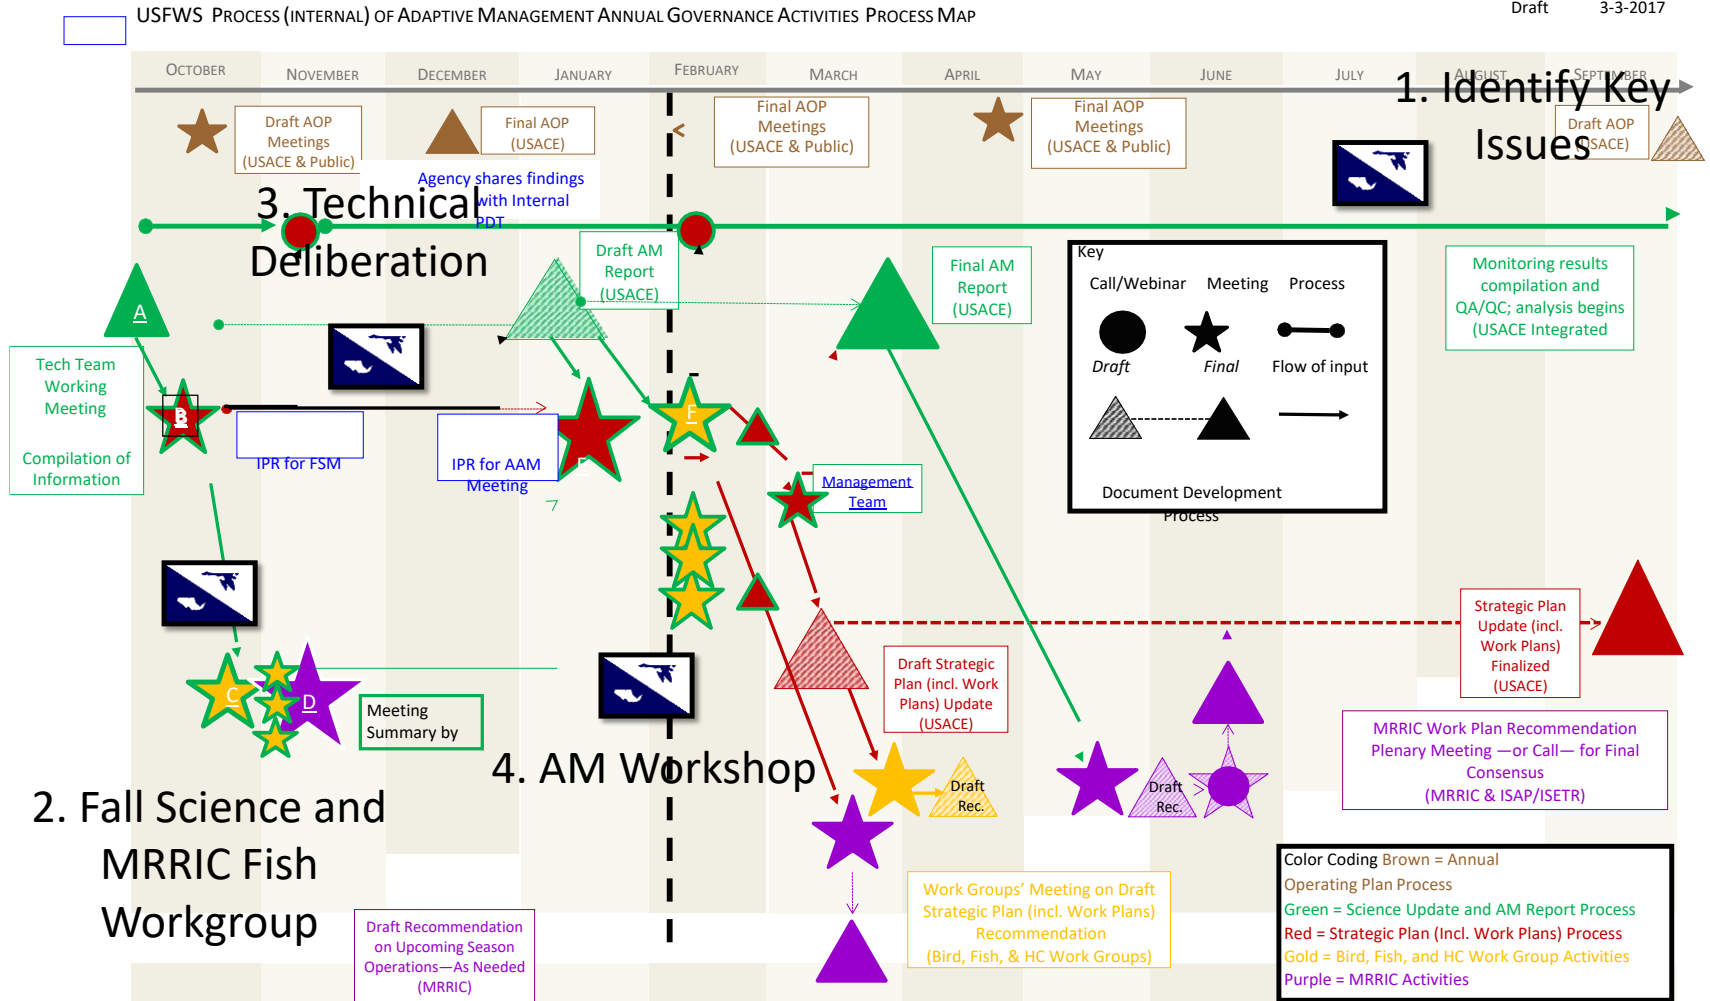 USFWS PROCESS (INTERNAL) OF ADAPTIVE MANAGEMENT ANNUAL GOVERNANCE ACTIVITIES PROCESS MAP
Draft 3-3-2017
OCTOBER NOVEMBER DECEMBER JANUARY FEBRUARY MARCH APRIL MAY JUNE JULY AUGUST SEPTEMBER
1. Identify Key
Issues
Draft AOP
Meetings
(USACE & Public)
Final AOP
(USACE)
Final AOP
Meetings
(USACE & Public)
Final AOP
Meetings
(USACE & Public)
Draft AOP
(USACE)
Agency shares findings
with Internal
PDT
3. Technical
Deliberation
Draft AM
Report
(USACE)
Final AM
Report
(USACE)
Key
Call/Webinar Meeting Process
Draft Final Flow of input
Document Development
Process
Monitoring results
compilation and
QA/QC; analysis begins
(USACE Integrated
A
Tech Team
Working
Meeting
Compilation of
Information
B
IPR for FSM
IPR for AAM
Meeting
E
F
Management
Team
C
D
Meeting
Summary by
4. AM Workshop
2. Fall Science and
MRRIC Fish
Workgroup
Draft Strategic
Plan (incl. Work
Plans) Update
(USACE)
Strategic Plan
Update (incl.
Work Plans)
Finalized
(USACE)
Draft
Rec.
Draft
Rec.
MRRIC Work Plan Recommendation
Plenary Meeting —or Call— for Final
Consensus
(MRRIC & ISAP/ISETR)
Draft Recommendation
on Upcoming Season
Operations—As Needed
(MRRIC)
Work Groups' Meeting on Draft
Strategic Plan (incl. Work Plans)
Recommendation
(Bird, Fish, & HC Work Groups)
Color Coding Brown = Annual
Operating Plan Process
Green = Science Update and AM Report Process
Red = Strategic Plan (Incl. Work Plans) Process
Gold = Bird, Fish, and HC Work Group Activities
Purple = MRRIC Activities